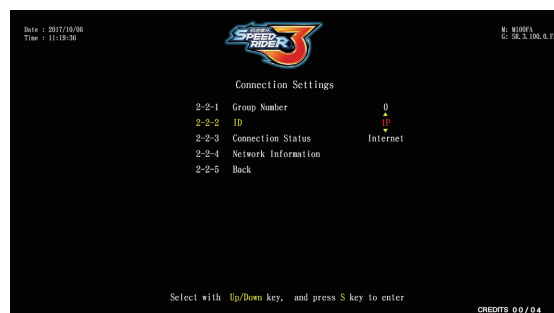 Date : 2017/10/06
Time : 11:19:36
SPEED RIDER 3
M: M100FA
G: SR.3.100.0.F
Connection Settings
2-2-1 Group Number 0
2-2-2 ID 1P
2-2-3 Connection Status Internet
2-2-4 Network Information
2-2-5 Back
Select with Up/Down key, and press S key to enter
CREDITS 00/04